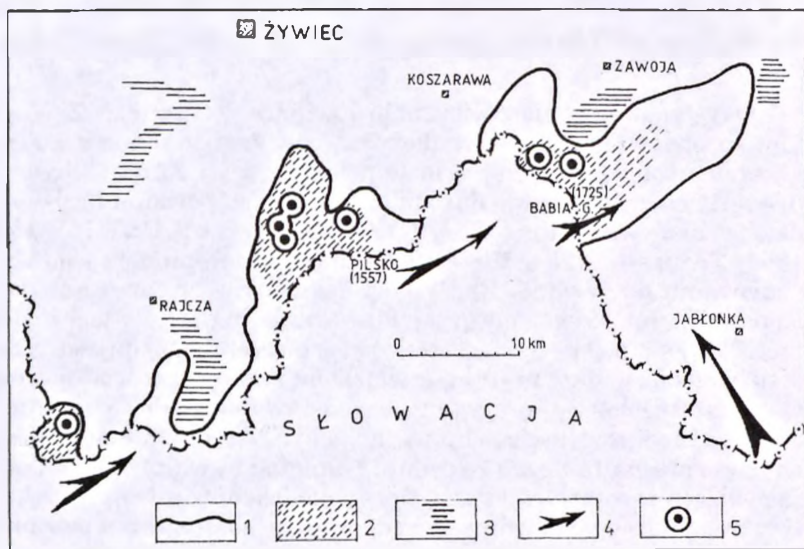 ŻYWIEC
KOSZARAWA
ZAWOJA
(1725)
BABIA G.
PILSKO
(1557)
RAJCZA
JABŁONKA
0 10 km
SŁOWACJA
1 2 3 4 5